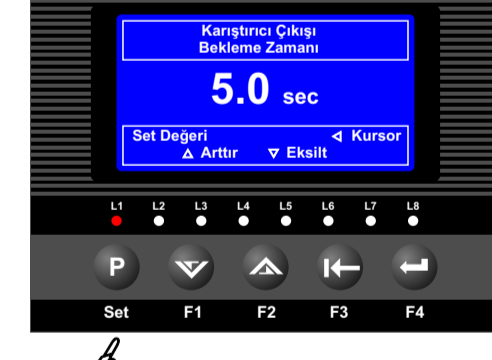 Karıştırıcı Çıkışı
Bekleme Zamanı
5.0 sec
Set Değeri ◁ Kursor
△ Arttır ▽ Eksilt
L1 L2 L3 L4 L5 L6 L7 L8
P
Set F1 F2 F3 F4